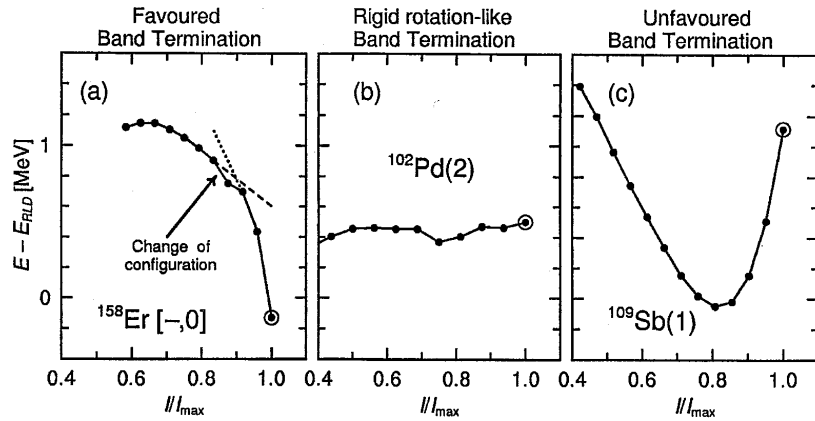 Favoured
Band Termination
Rigid rotation-like
Band Termination
Unfavoured
Band Termination
(a)
(b)
(c)
1
0
E − E_RLD [MeV]
Change of
configuration
¹⁵⁸Er [−,0]
¹⁰²Pd(2)
¹⁰⁹Sb(1)
0.4 0.6 0.8 1.0
0.4 0.6 0.8 1.0
0.4 0.6 0.8 1.0
I/I_max
I/I_max
I/I_max